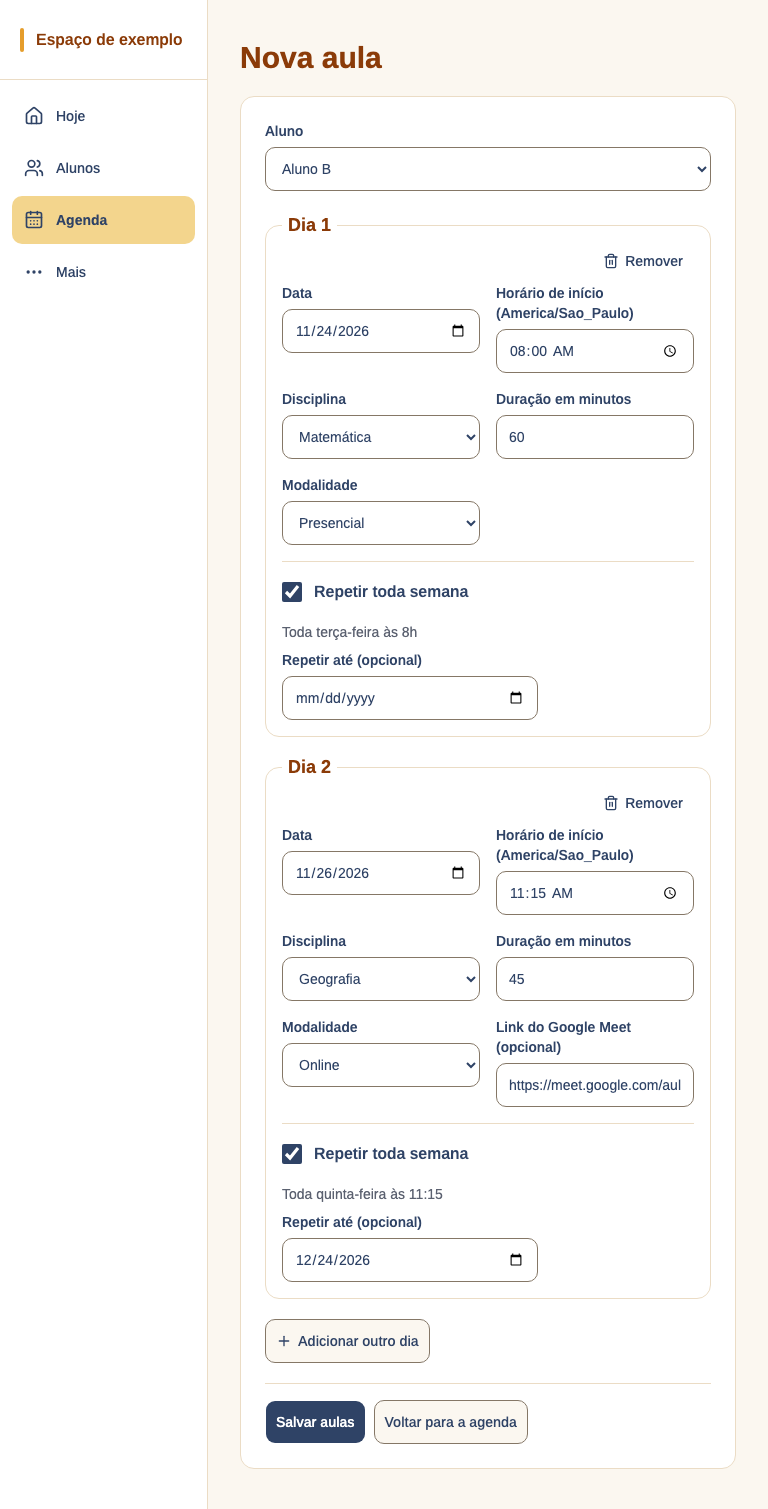 Espaço de exemplo
Hoje
Alunos
Agenda
Mais
Nova aula
Aluno
Aluno B
Dia 1
Remover
Data
11/24/2026
Horário de início
(America/Sao_Paulo)
08:00 AM
Disciplina
Matemática
Duração em minutos
60
Modalidade
Presencial
Repetir toda semana
Toda terça-feira às 8h
Repetir até (opcional)
mm/dd/yyyy
Dia 2
Remover
Data
11/26/2026
Horário de início
(America/Sao_Paulo)
11:15 AM
Disciplina
Geografia
Duração em minutos
45
Modalidade
Online
Link do Google Meet
(opcional)
https://meet.google.com/aul
Repetir toda semana
Toda quinta-feira às 11:15
Repetir até (opcional)
12/24/2026
Adicionar outro dia
Salvar aulas
Voltar para a agenda